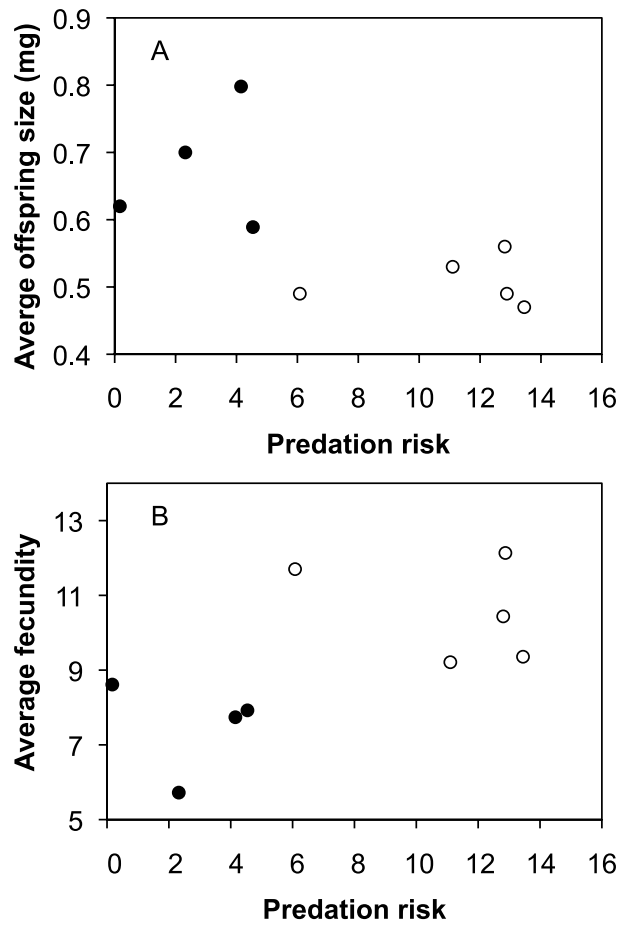 A
Averge offspring size (mg)
0.9
0.8
0.7
0.6
0.5
0.4
0 2 4 6 8 10 12 14 16
Predation risk
B
Average fecundity
13
11
9
7
5
0 2 4 6 8 10 12 14 16
Predation risk